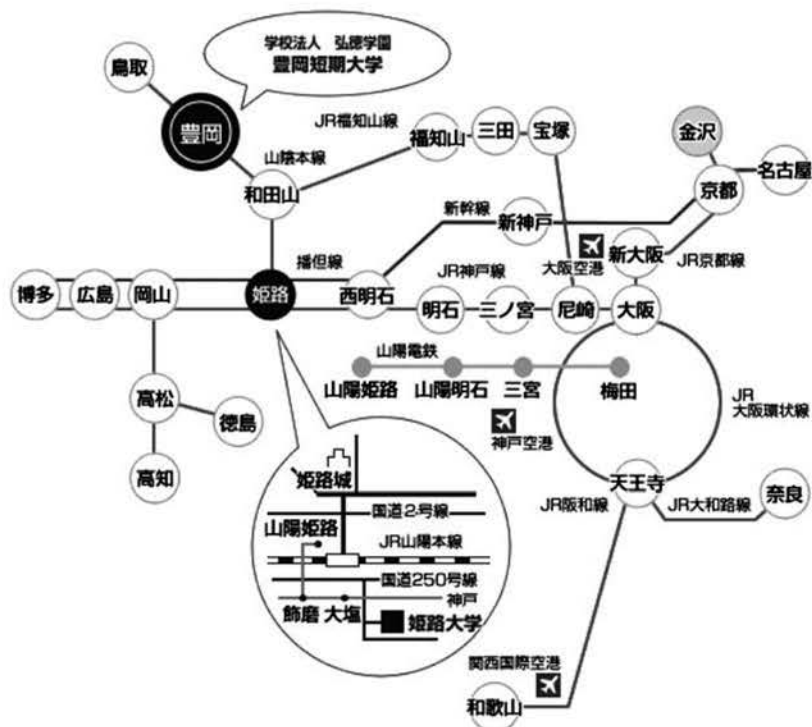 学校法人 弘徳学園
豊岡短期大学
鳥取
豊岡
JR福知山線
福知山
三田
宝塚
金沢
名古屋
京都
山陰本線
和田山
新幹線
新神戸
大阪空港
新大阪
JR京都線
播但線
JR神戸線
博多
広島
岡山
姫路
西明石
明石
三ノ宮
尼崎
大阪
山陽電鉄
山陽姫路
山陽明石
三宮
梅田
JR
大阪環状線
神戸空港
高松
徳島
高知
天王寺
JR阪和線
JR大和路線
奈良
姫路城
国道2号線
山陽姫路
JR山陽本線
国道250号線
神戸
飾磨
大塩
姫路大学
関西国際空港
和歌山